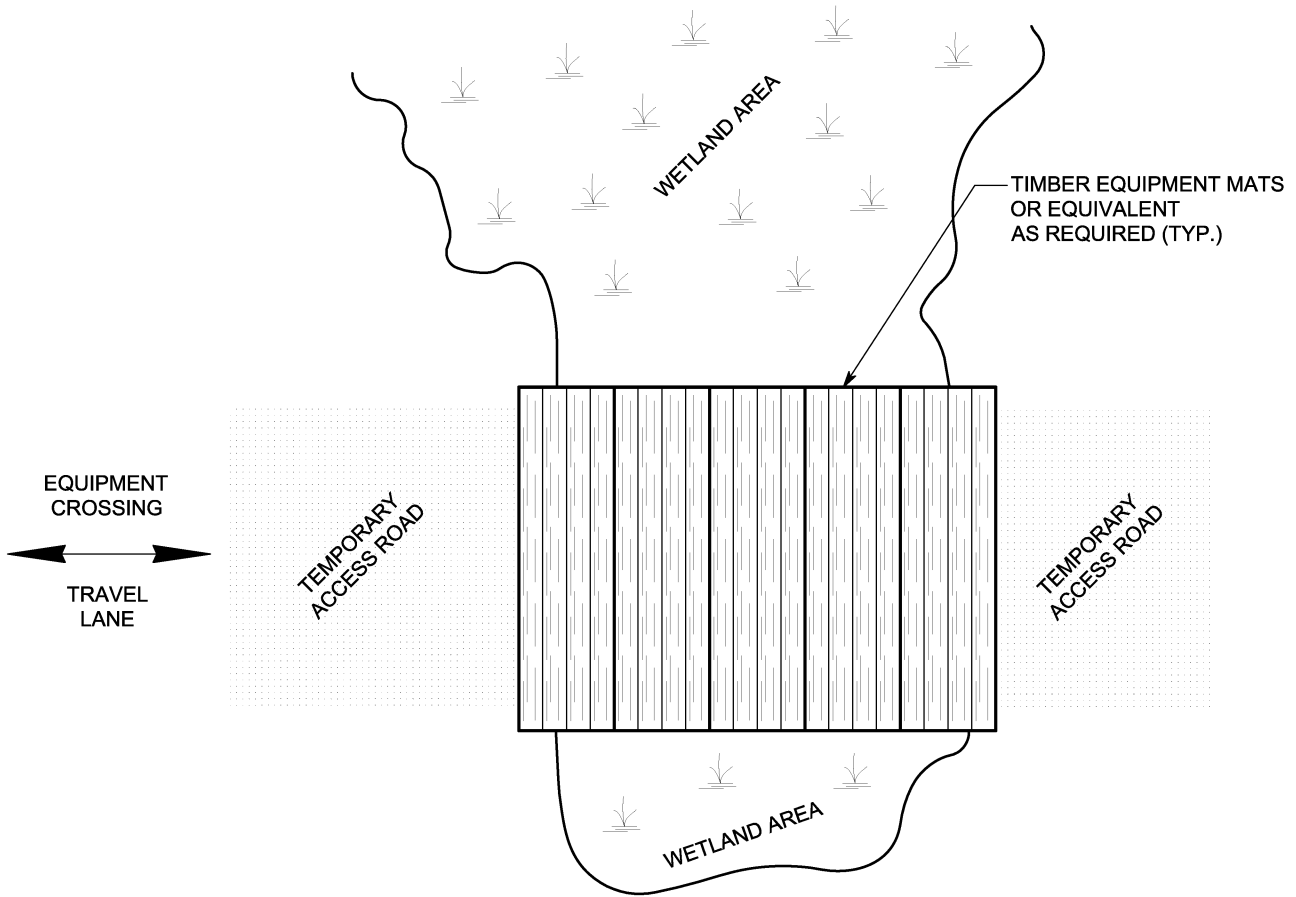 WETLAND AREA
TIMBER EQUIPMENT MATS
OR EQUIVALENT
AS REQUIRED (TYP.)
EQUIPMENT
CROSSING
TRAVEL
LANE
TEMPORARY
ACCESS ROAD
TEMPORARY
ACCESS ROAD
WETLAND AREA